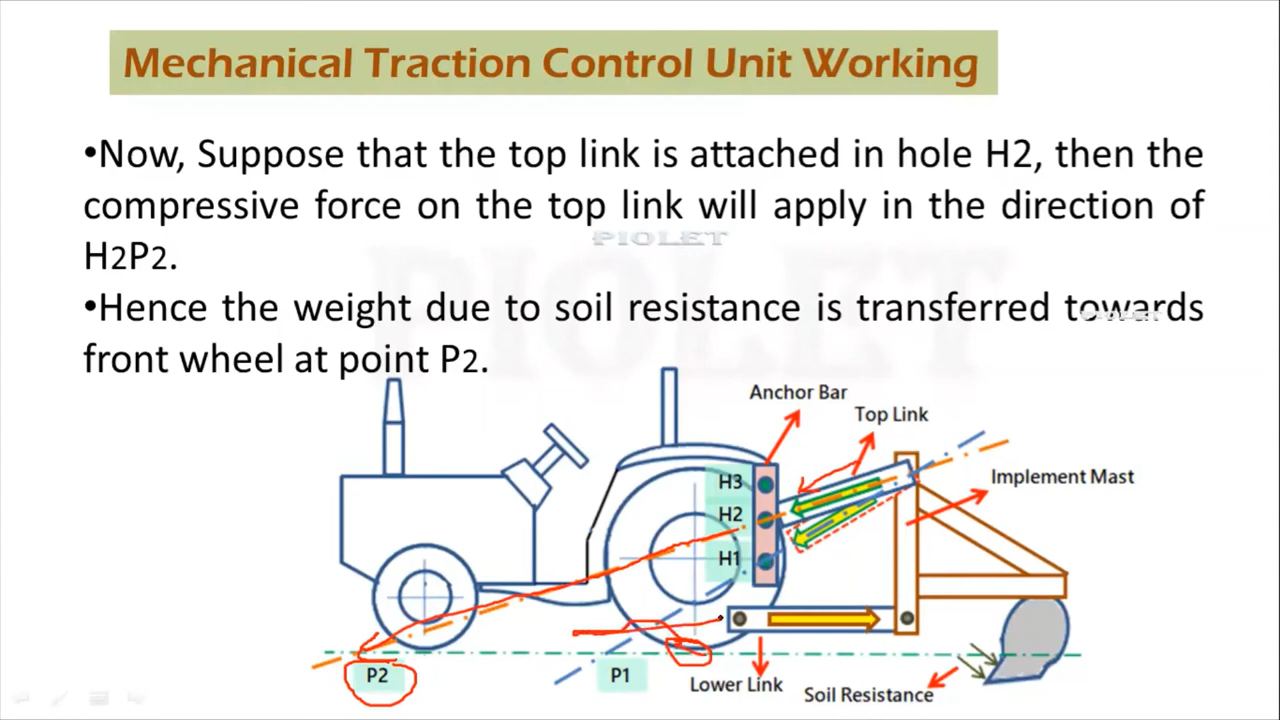 Mechanical Traction Control Unit Working
•Now, Suppose that the top link is attached in hole H2, then the
compressive force on the top link will apply in the direction of
H2P2.
PIOLET
•Hence the weight due to soil resistance is transferred towards
front wheel at point P2.
PIOLET
PIOLET
Anchor Bar
Top Link
H3
Implement Mast
H2
H1
P2
P1
Lower Link
Soil Resistance